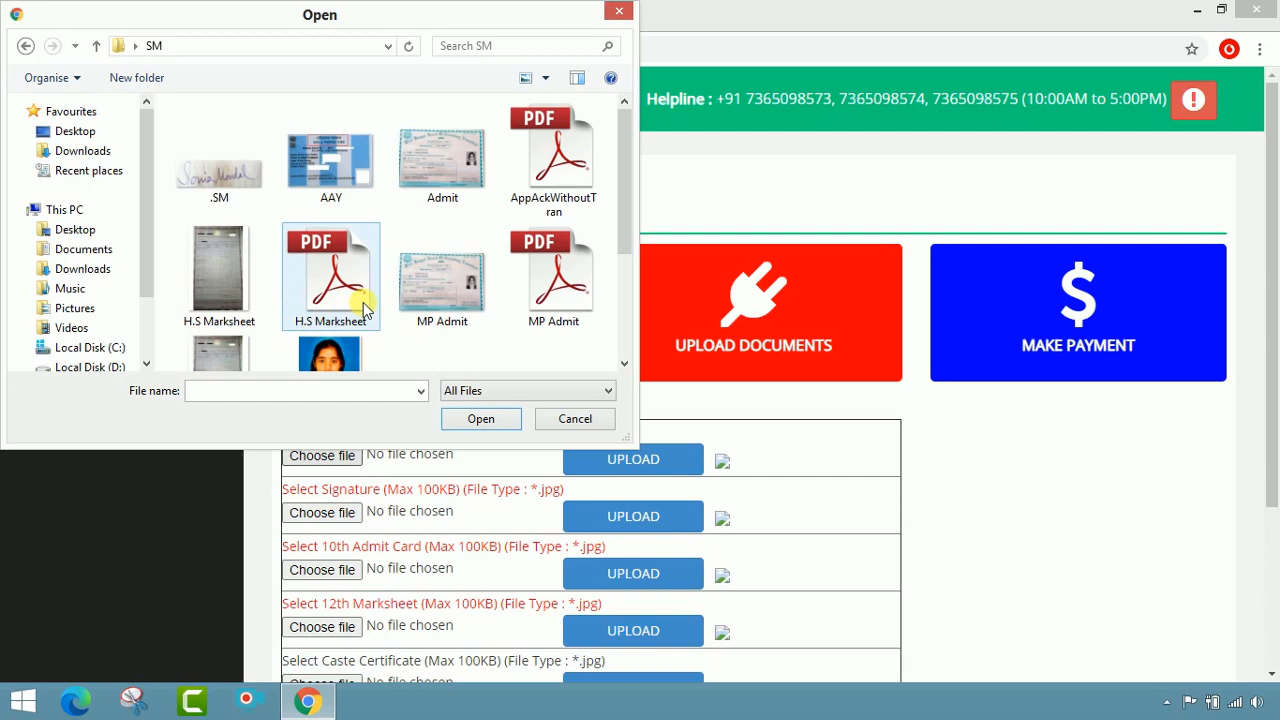 Open
SM
Search SM
Organise
New folder
Favourites
Desktop
Downloads
Recent places
This PC
Desktop
Documents
Downloads
Music
Pictures
Videos
Local Disk (C:)
Local Disk (D:)
.SM
AAY
Admit
PDF
AppAckWithoutT
ran
H.S Marksheet
PDF
H.S Marksheet
MP Admit
PDF
MP Admit
File name:
All Files
Open
Cancel
Helpline : +91 7365098573, 7365098574, 7365098575 (10:00AM to 5:00PM)
UPLOAD DOCUMENTS
MAKE PAYMENT
Choose file No file chosen UPLOAD
Select Signature (Max 100KB) (File Type : *.jpg)
Choose file No file chosen UPLOAD
Select 10th Admit Card (Max 100KB) (File Type : *.jpg)
Choose file No file chosen UPLOAD
Select 12th Marksheet (Max 100KB) (File Type : *.jpg)
Choose file No file chosen UPLOAD
Select Caste Certificate (Max 100KB) (File Type : *.jpg)